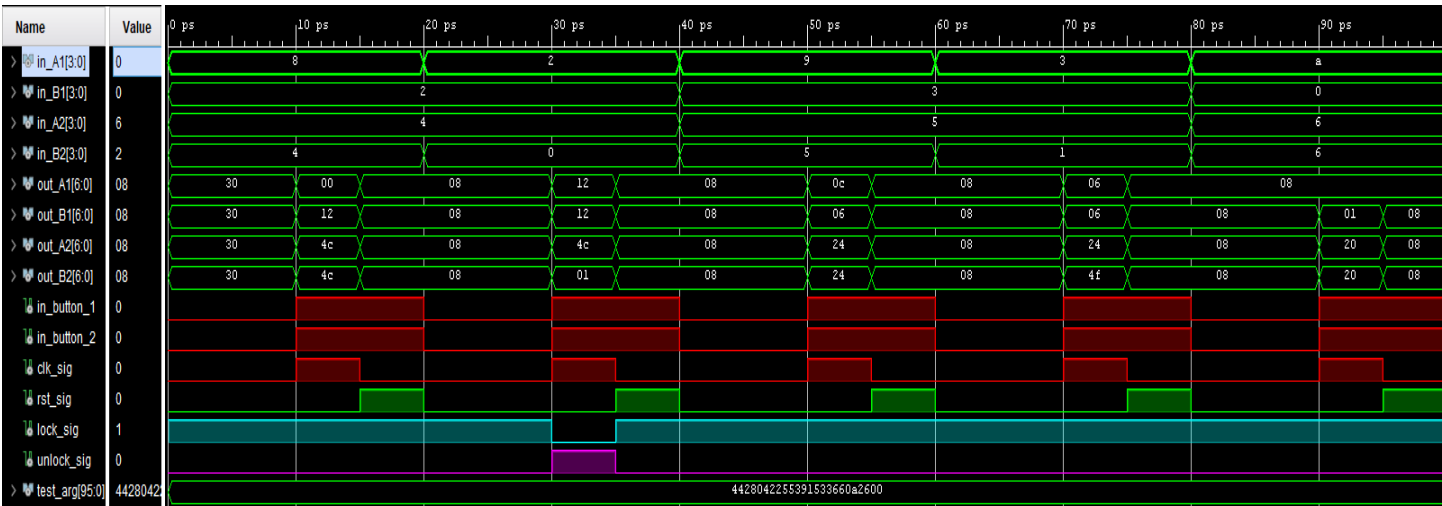 Name Value 0 ps 10 ps 20 ps 30 ps 40 ps 50 ps 60 ps 70 ps 80 ps 90 ps
in_A1[3:0] 0 8 2 9 3 a
in_B1[3:0] 0 2 3 0
in_A2[3:0] 6 4 5 6
in_B2[3:0] 2 4 0 5 1 6
out_A1[6:0] 08 30 00 08 12 08 0c 08 06 08
out_B1[6:0] 08 30 12 08 12 08 06 08 06 08 01 08
out_A2[6:0] 08 30 4c 08 4c 08 24 08 24 08 20 08
out_B2[6:0] 08 30 4c 08 01 08 24 08 4f 08 20 08
in_button_1 0
in_button_2 0
clk_sig 0
rst_sig 0
lock_sig 1
unlock_sig 0
test_arg[95:0] 44280422 4428042255391533660a2600